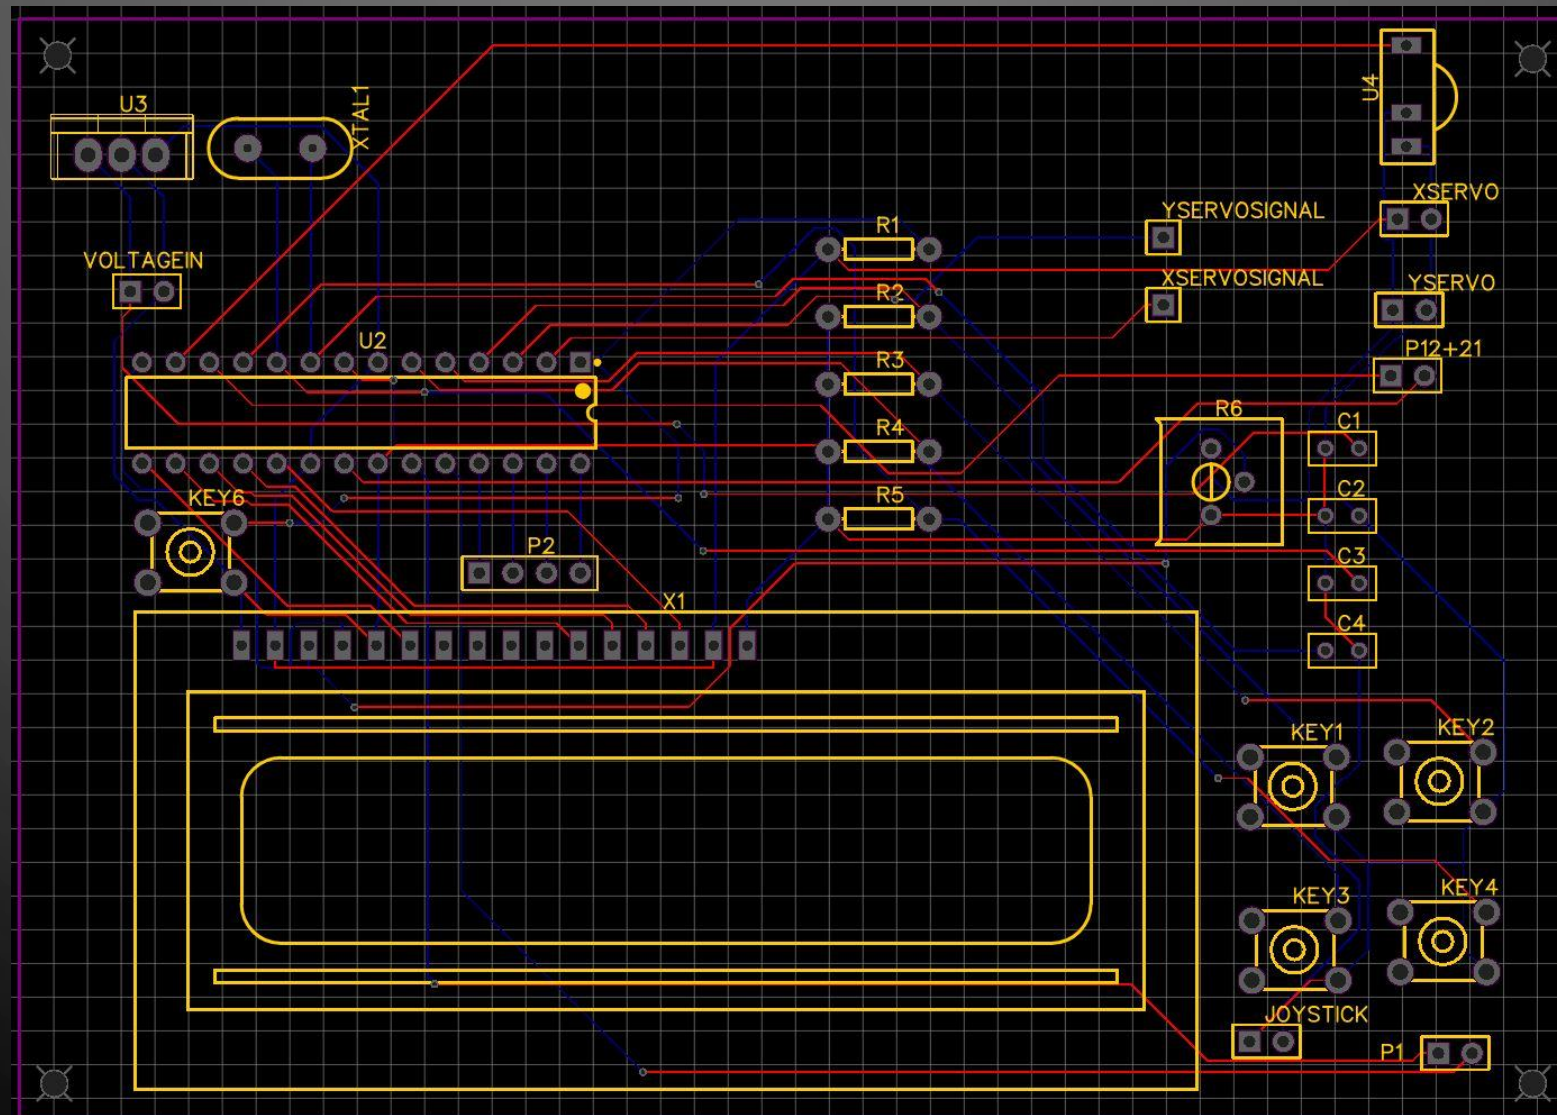 U3
XTAL1
U4
XSERVO
YSERVOSIGNAL
R1
VOLTAGEIN
XSERVOSIGNAL
YSERVO
R2
U2
P12+21
R3
R6
C1
R4
KEY6
R5
C2
P2
C3
X1
C4
KEY1
KEY2
KEY3
KEY4
JOYSTICK
P1